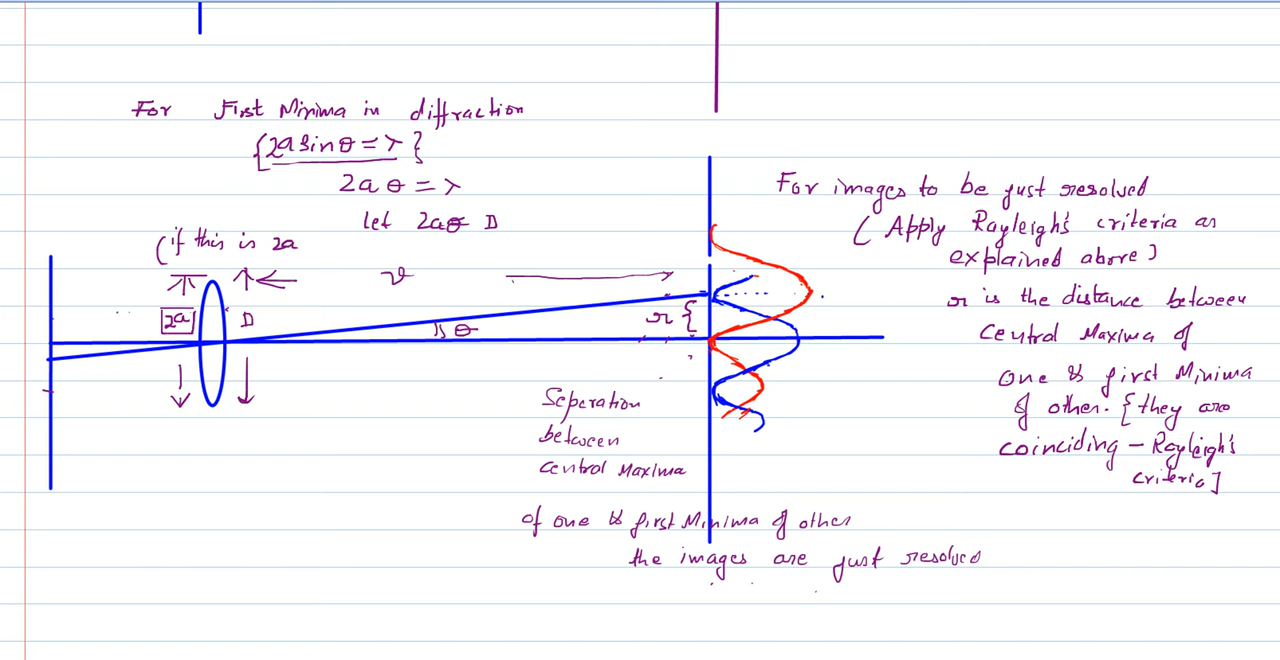 For First Minima in diffraction
{2a sin θ = λ}
2a θ = λ
let 2a D
(if this is 2a
v
2a
D
θ
r {
For images to be just resolved
(Apply Rayleigh's criteria as
explained above)
r is the distance between
Central Maxima of
One & first Minima
of other. {they are
coinciding - Rayleigh's
criteria]
Seperation
between
central Maxima
of one & first Minima of other
the images are just resolved